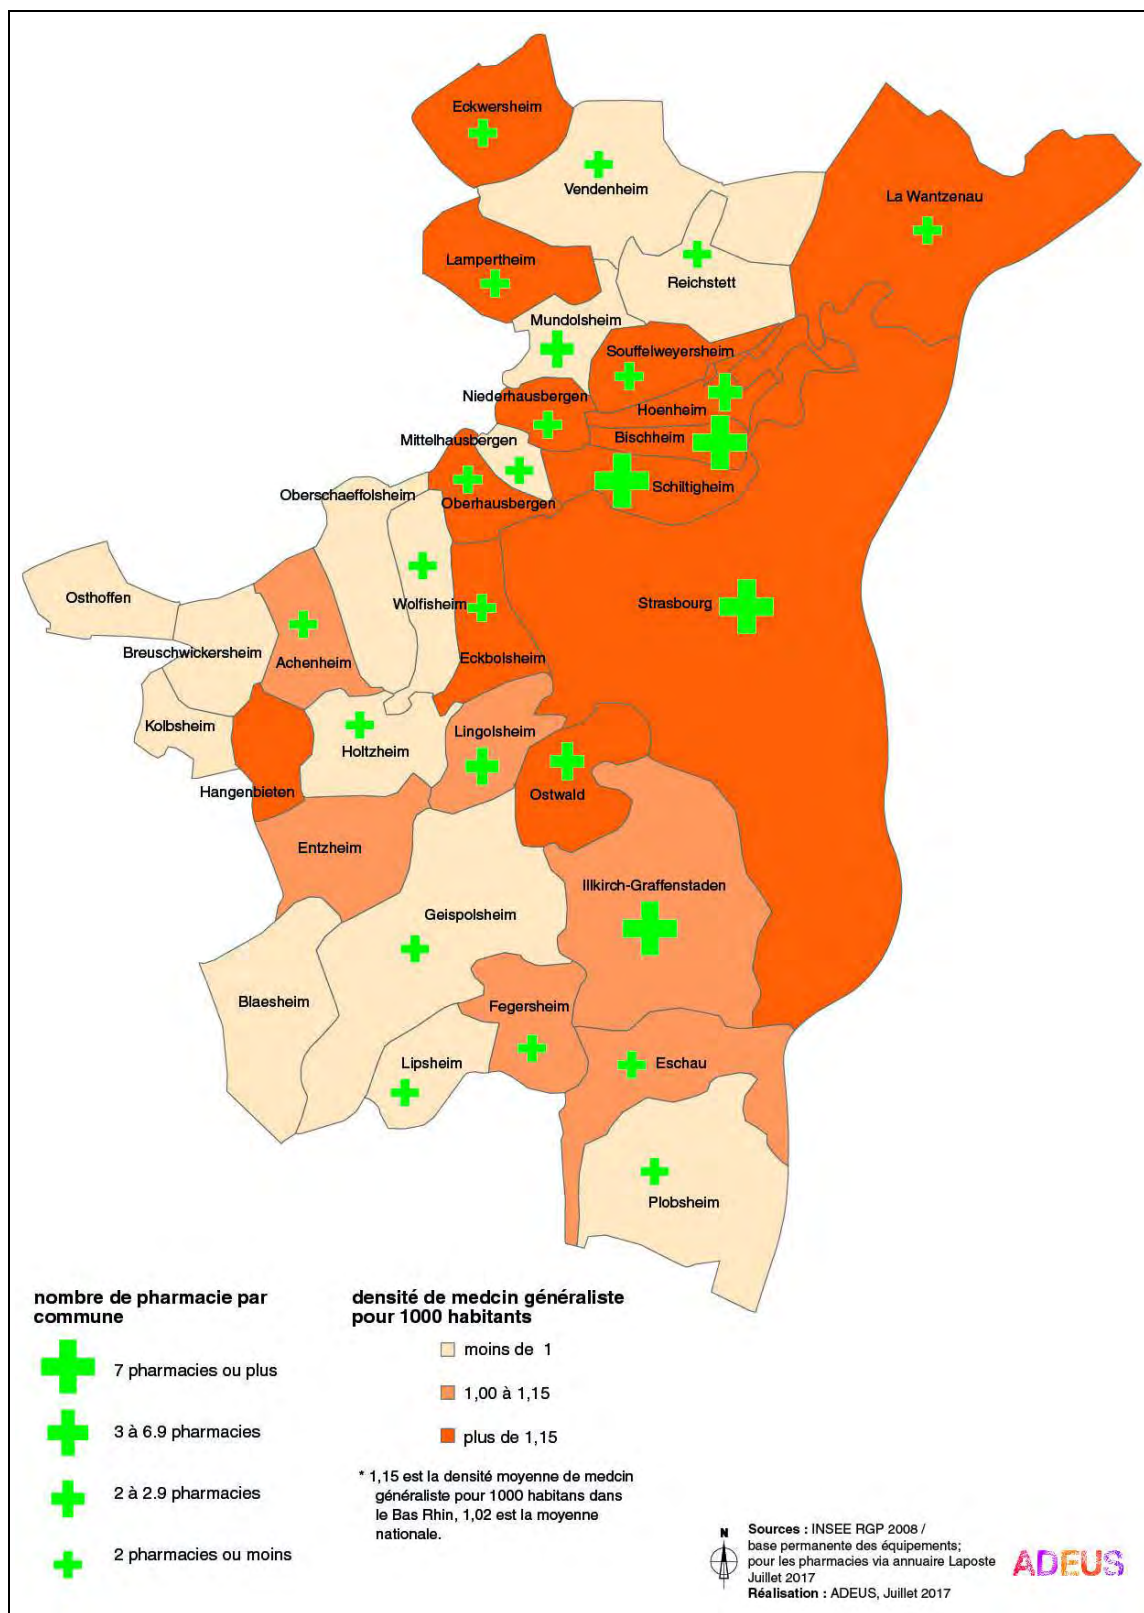 Eckwersheim
Vendenheim
La Wantzenau
Lampertheim
Reichstett
Mundolsheim
Souffelweyersheim
Niederhausbergen
Hoenheim
Mittelhausbergen
Bischheim
Oberschaeffolsheim
Oberhausbergen
Schiltigheim
Osthoffen
Wolfisheim
Strasbourg
Breuschwickersheim
Achenheim
Eckbolsheim
Kolbsheim
Holtzheim
Lingolsheim
Hangenbieten
Ostwald
Entzheim
Illkirch-Graffenstaden
Geispolsheim
Blaesheim
Fegersheim
Lipsheim
Eschau
Plobsheim
nombre de pharmacie par
commune
7 pharmacies ou plus
3 à 6.9 pharmacies
2 à 2.9 pharmacies
2 pharmacies ou moins
densité de medcin généraliste
pour 1000 habitants
moins de 1
1,00 à 1,15
plus de 1,15
* 1,15 est la densité moyenne de medcin
généraliste pour 1000 habitans dans
le Bas Rhin, 1,02 est la moyenne
nationale.
N
Sources : INSEE RGP 2008 /
base permanente des équipements;
pour les pharmacies via annuaire Laposte
Juillet 2017
Réalisation : ADEUS, Juillet 2017
ADEUS